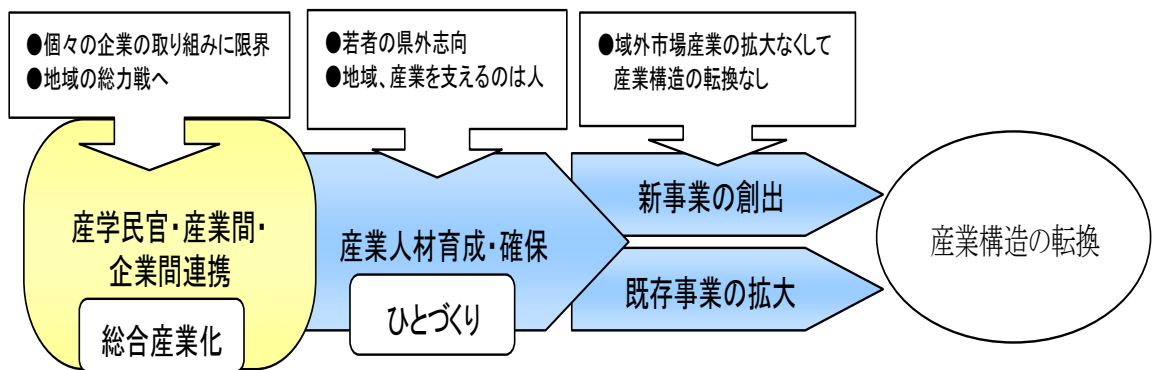 ●個々の企業の取り組みに限界
●地域の総力戦へ
●若者の県外志向
●地域、産業を支えるのは人
●域外市場産業の拡大なくして
産業構造の転換なし
産学民官・産業間・
企業間連携
総合産業化
産業人材育成・確保
ひとづくり
新事業の創出
既存事業の拡大
産業構造の転換